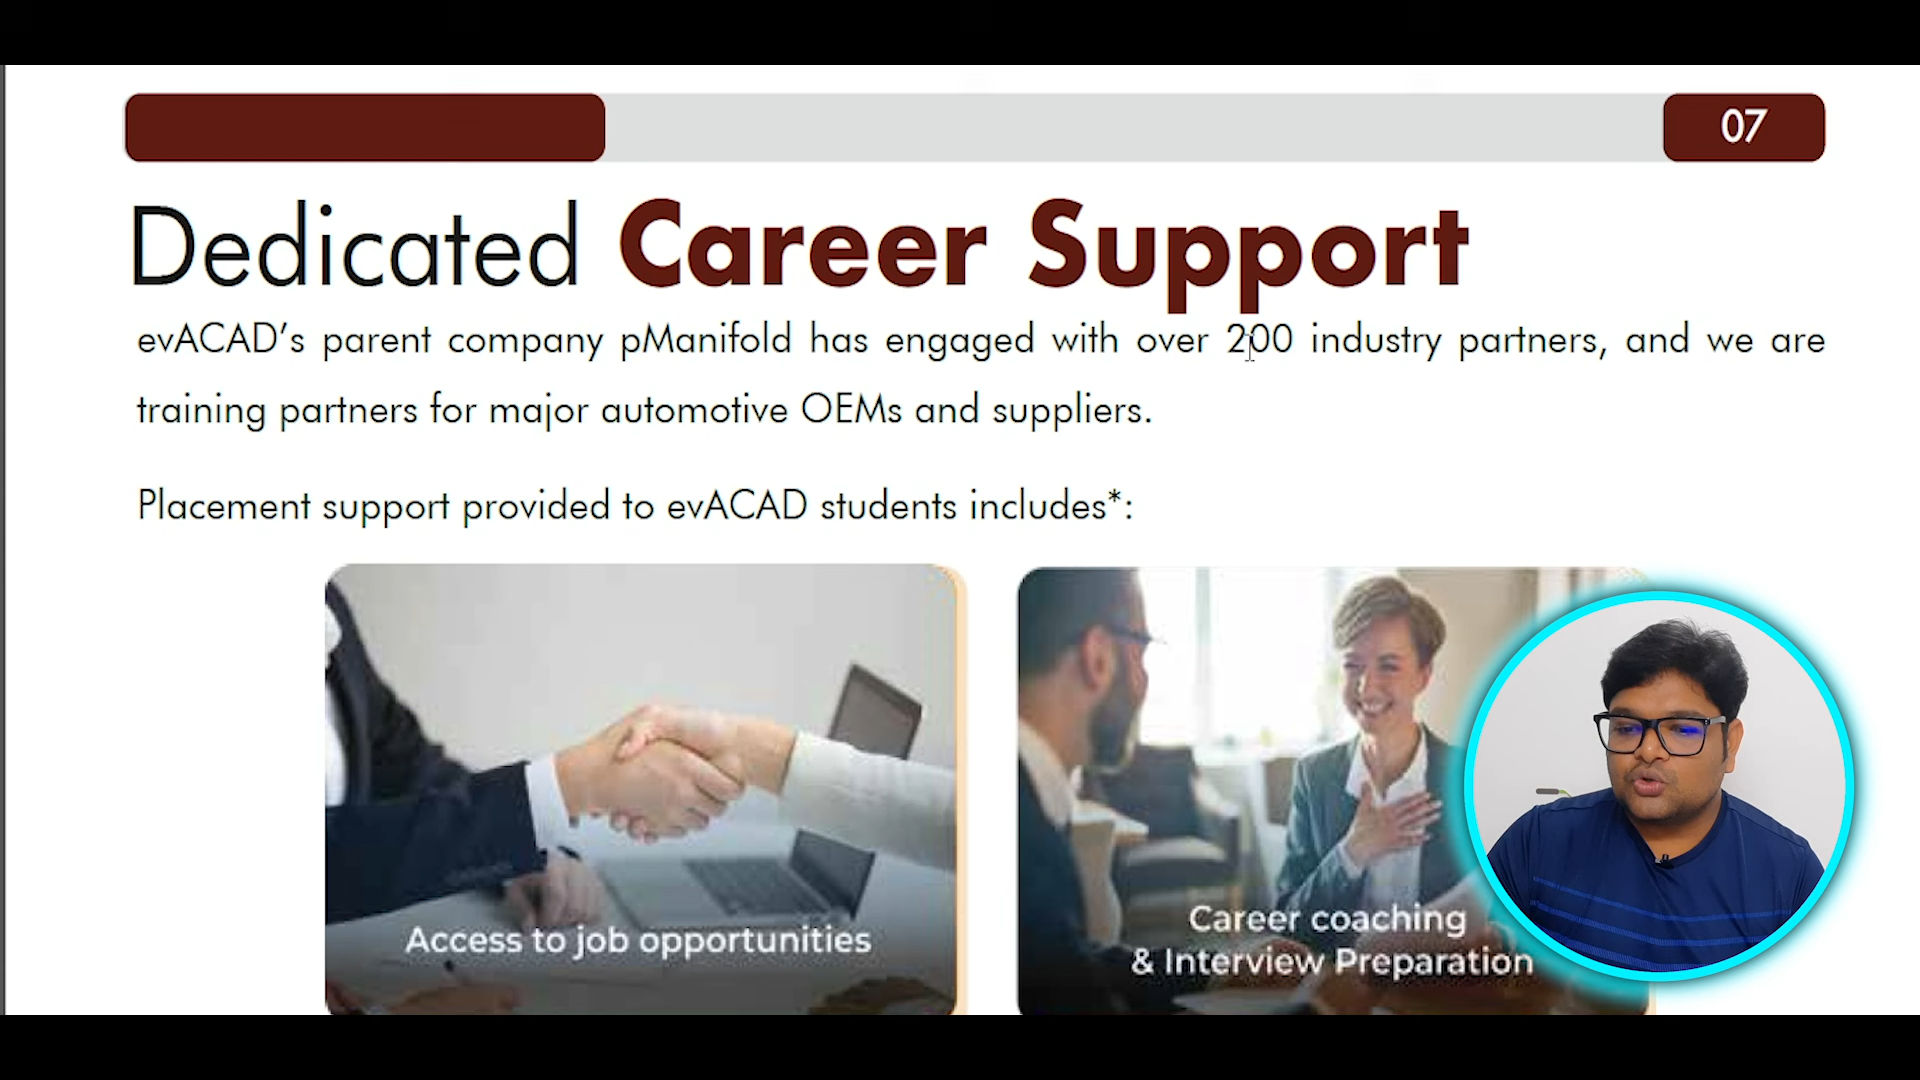 07
Dedicated Career Support
evACAD’s parent company pManifold has engaged with over 200 industry partners, and we are
training partners for major automotive OEMs and suppliers.
Placement support provided to evACAD students includes*:
Access to job opportunities
Career coaching
& Interview Preparation